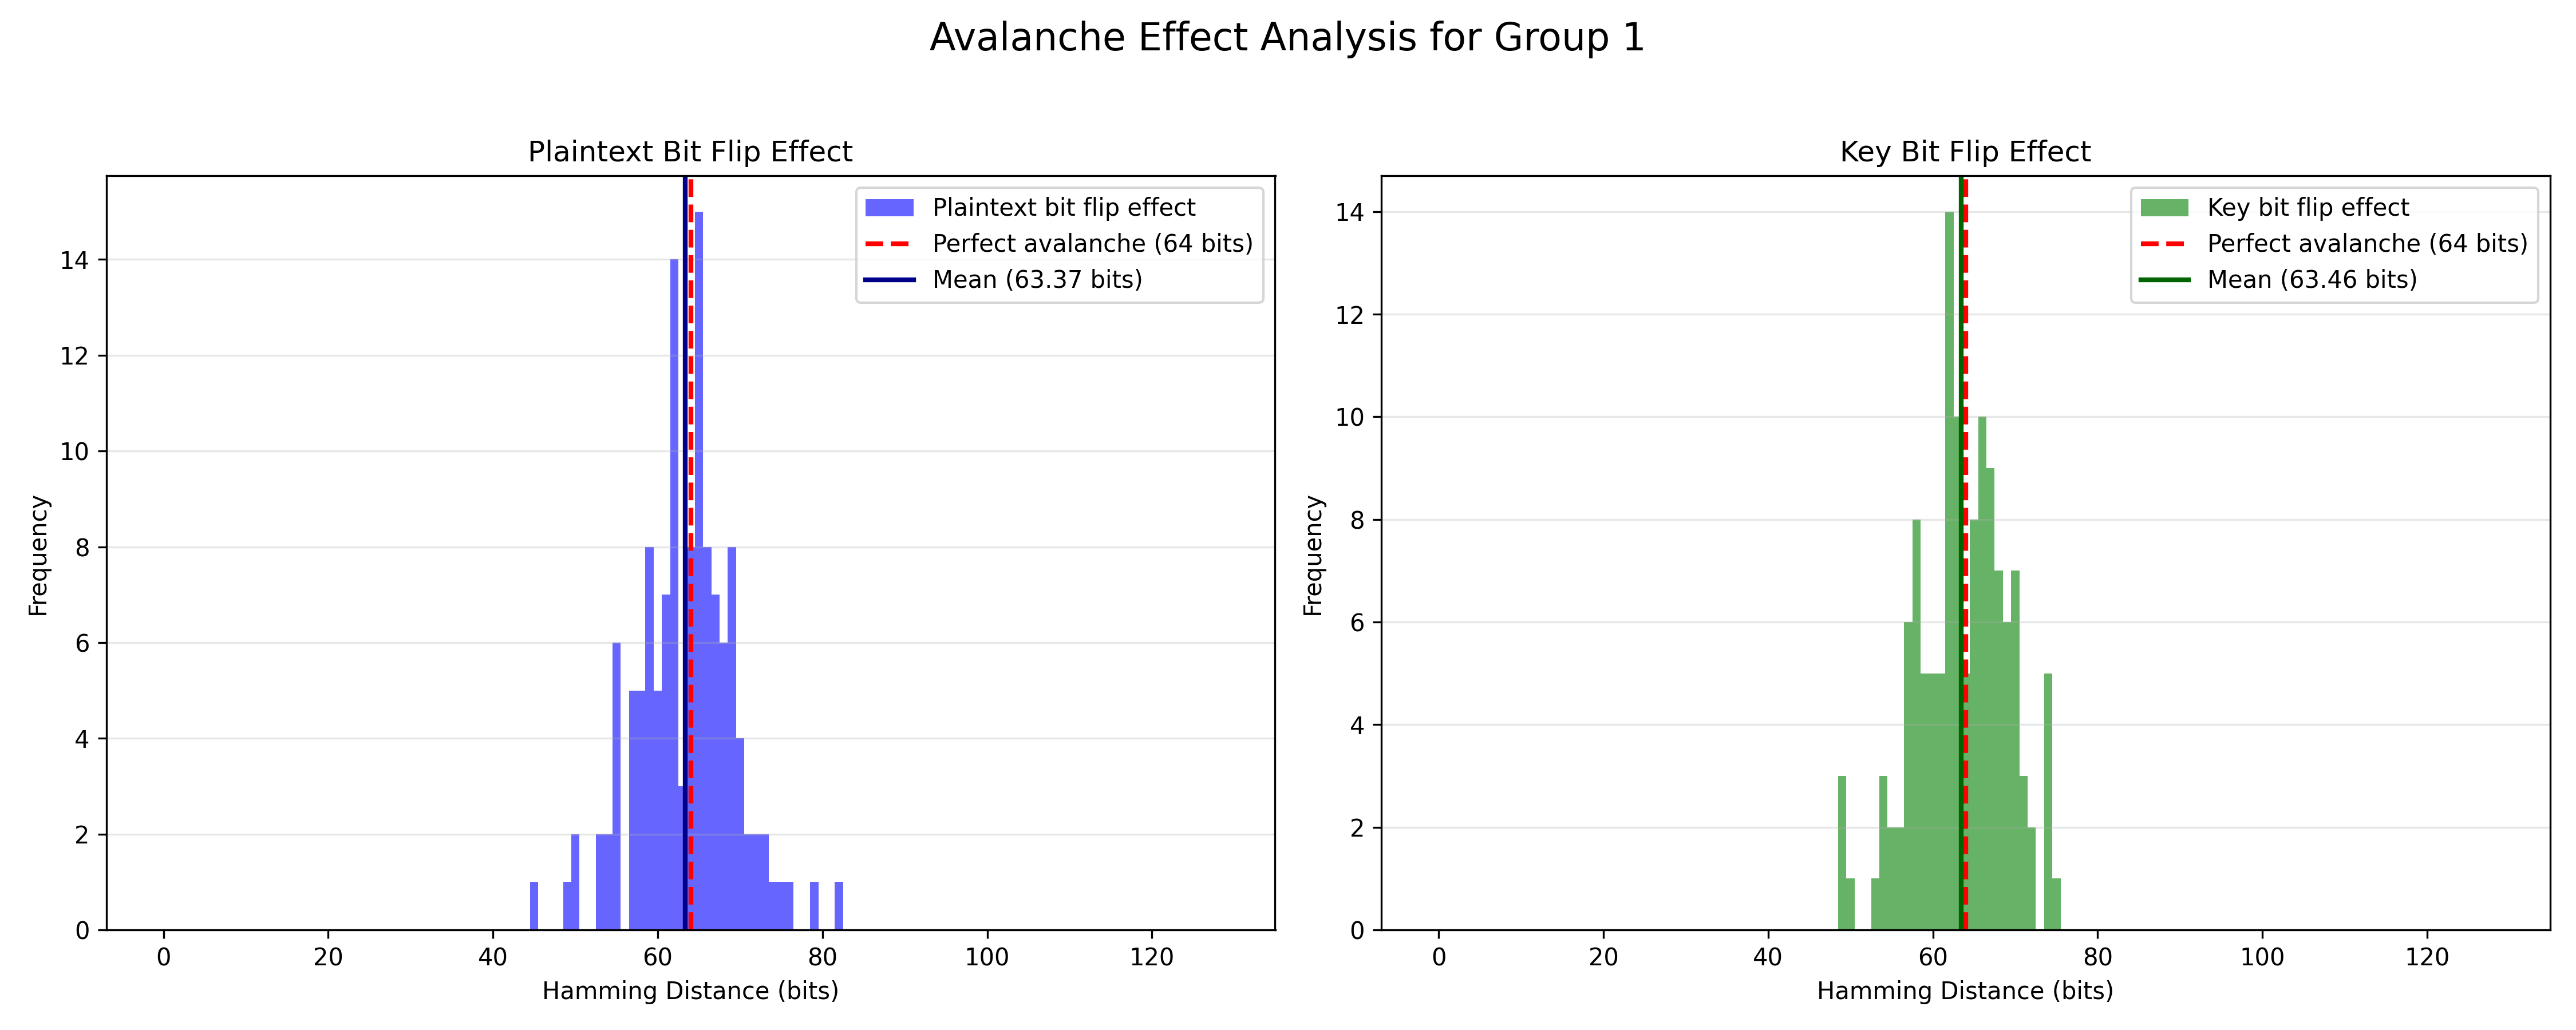 Avalanche Effect Analysis for Group 1
Plaintext Bit Flip Effect
Plaintext bit flip effect
Perfect avalanche (64 bits)
Mean (63.37 bits)
Frequency
14
12
10
8
6
4
2
0
0 20 40 60 80 100 120
Hamming Distance (bits)
Key Bit Flip Effect
Key bit flip effect
Perfect avalanche (64 bits)
Mean (63.46 bits)
Frequency
14
12
10
8
6
4
2
0
0 20 40 60 80 100 120
Hamming Distance (bits)